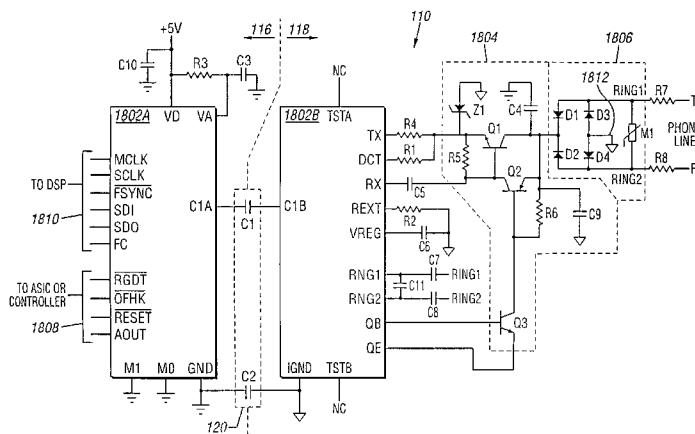 110
1804
1806
+5V
116
118
C10
R3
C3
NC
1812
RING1
R7
T
1802A
VD
VA
1802B
TSTA
Z1
C4
D1
D3
M1
PHONE
LINE
TX
R4
Q1
MCLK
DCT
R1
R5
Q2
D2
D4
R8
R
TO DSP
SCLK
RX
C5
RING2
FSYNC
1810
SDI
C1A
C1
C1B
REXT
R2
R6
C9
SDO
VREG
C6
FC
RNG1
C7
RING1
RGDT
C11
TO ASIC OR
CONTROLLER
OFHK
RNG2
C8
RING2
1808
RESET
QB
Q3
AOUT
QE
M1
M0
GND
C2
IGND
TSTB
120
NC